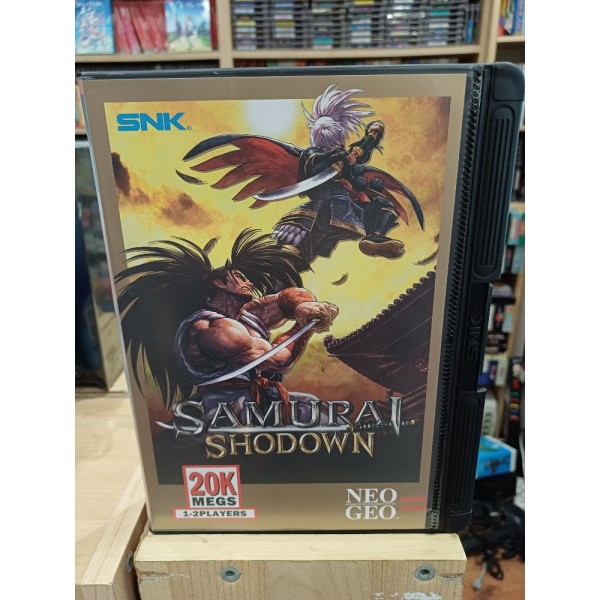 SNK®
SAMURAI
SHODOWN
20K
MEGS
1-2PLAYERS
NEO
GEO
SNK